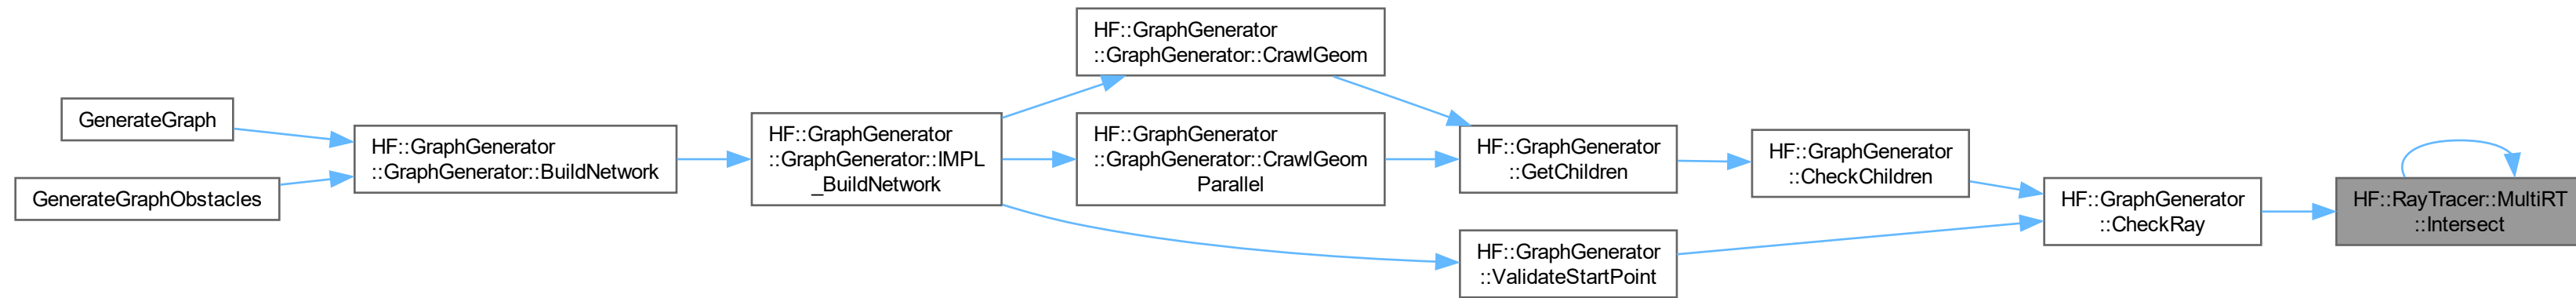 GenerateGraph
GenerateGraphObstacles
HF::GraphGenerator
::GraphGenerator::BuildNetwork
HF::GraphGenerator
::GraphGenerator::IMPL
_BuildNetwork
HF::GraphGenerator
::GraphGenerator::CrawlGeom
HF::GraphGenerator
::GraphGenerator::CrawlGeom
Parallel
HF::GraphGenerator
::GetChildren
HF::GraphGenerator
::ValidateStartPoint
HF::GraphGenerator
::CheckChildren
HF::GraphGenerator
::CheckRay
HF::RayTracer::MultiRT
::Intersect